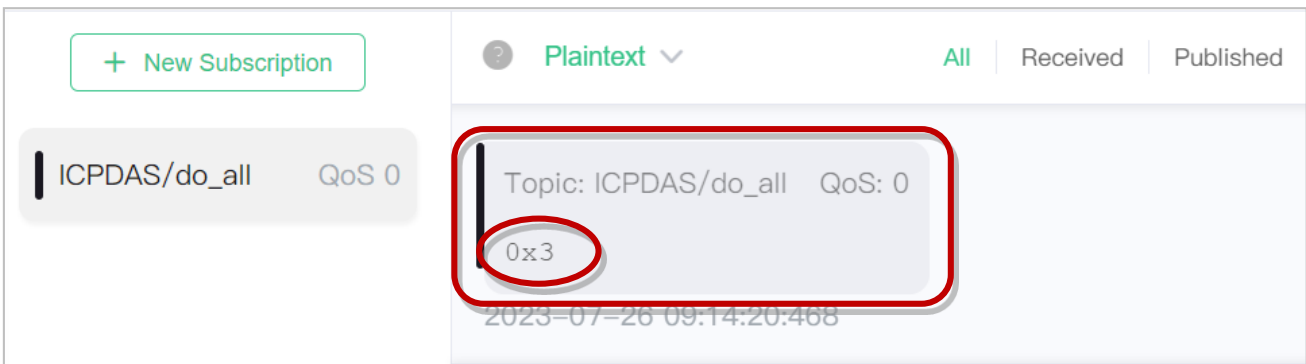 + New Subscription
ICPDAS/do_all QoS 0
? Plaintext All Received Published
Topic: ICPDAS/do_all QoS: 0
0x3
2023-07-26 09:14:20:468